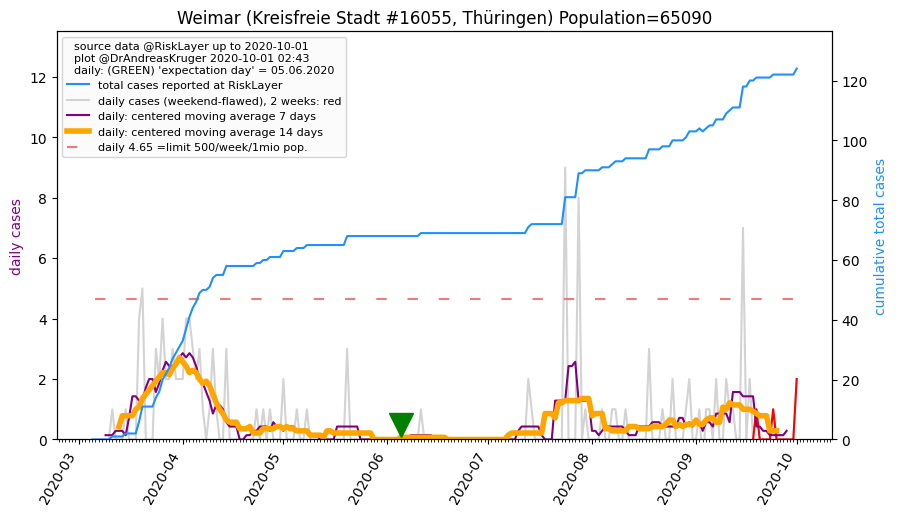 Weimar (Kreisfreie Stadt #16055, Thüringen) Population=65090
source data @RiskLayer up to 2020-10-01
plot @DrAndreasKruger 2020-10-01 02:43
daily: (GREEN) 'expectation day' = 05.06.2020
total cases reported at RiskLayer
daily cases (weekend-flawed), 2 weeks: red
daily: centered moving average 7 days
daily: centered moving average 14 days
daily 4.65 =limit 500/week/1mio pop.
daily cases
12
10
8
6
4
2
0
cumulative total cases
120
100
80
60
40
20
0
2020-03
2020-04
2020-05
2020-06
2020-07
2020-08
2020-09
2020-10